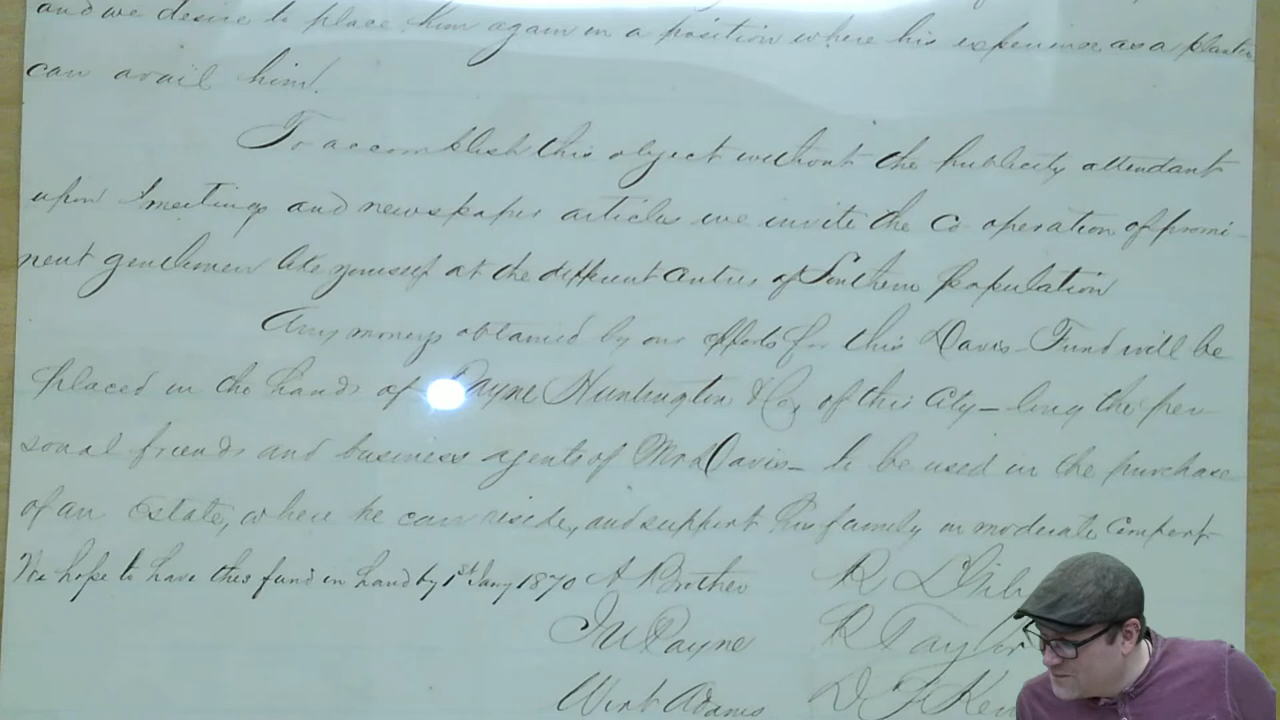 and we desire to place him again in a position where his experience as a planter
can avail him.
To accomplish this object without the publicity attendant
upon meetings and newspaper articles we invite the Co-operation of promi-
nent gentlemen like yourself at the different centres of Southern population
Any moneys obtained by our efforts for this Davis Fund will be
placed in the hands of Payne Huntington & Co, of this City – long the per-
sonal friends and business agents of Mr Davis – to be used in the purchase
of an Estate, where he can reside, and support his family in moderate comfort
We hope to have this fund in hand by 1st Jany 1870
J U Payne
R Taylor
Wirt Adams